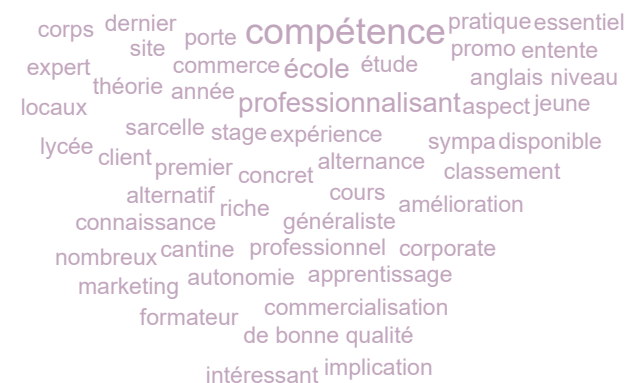 corps dernier porte compétence pratique essentiel
site promo entente
expert commerce école étude anglais niveau
théorie année
locaux professionnalisant aspect jeune
sarcelle stage expérience sympa disponible
lycée client premier concret alternance classement
alternatif riche cours amélioration
connaissance généraliste
nombreux cantine professionnel corporate
marketing autonomie apprentissage
formateur commercialisation
de bonne qualité
intéressant implication